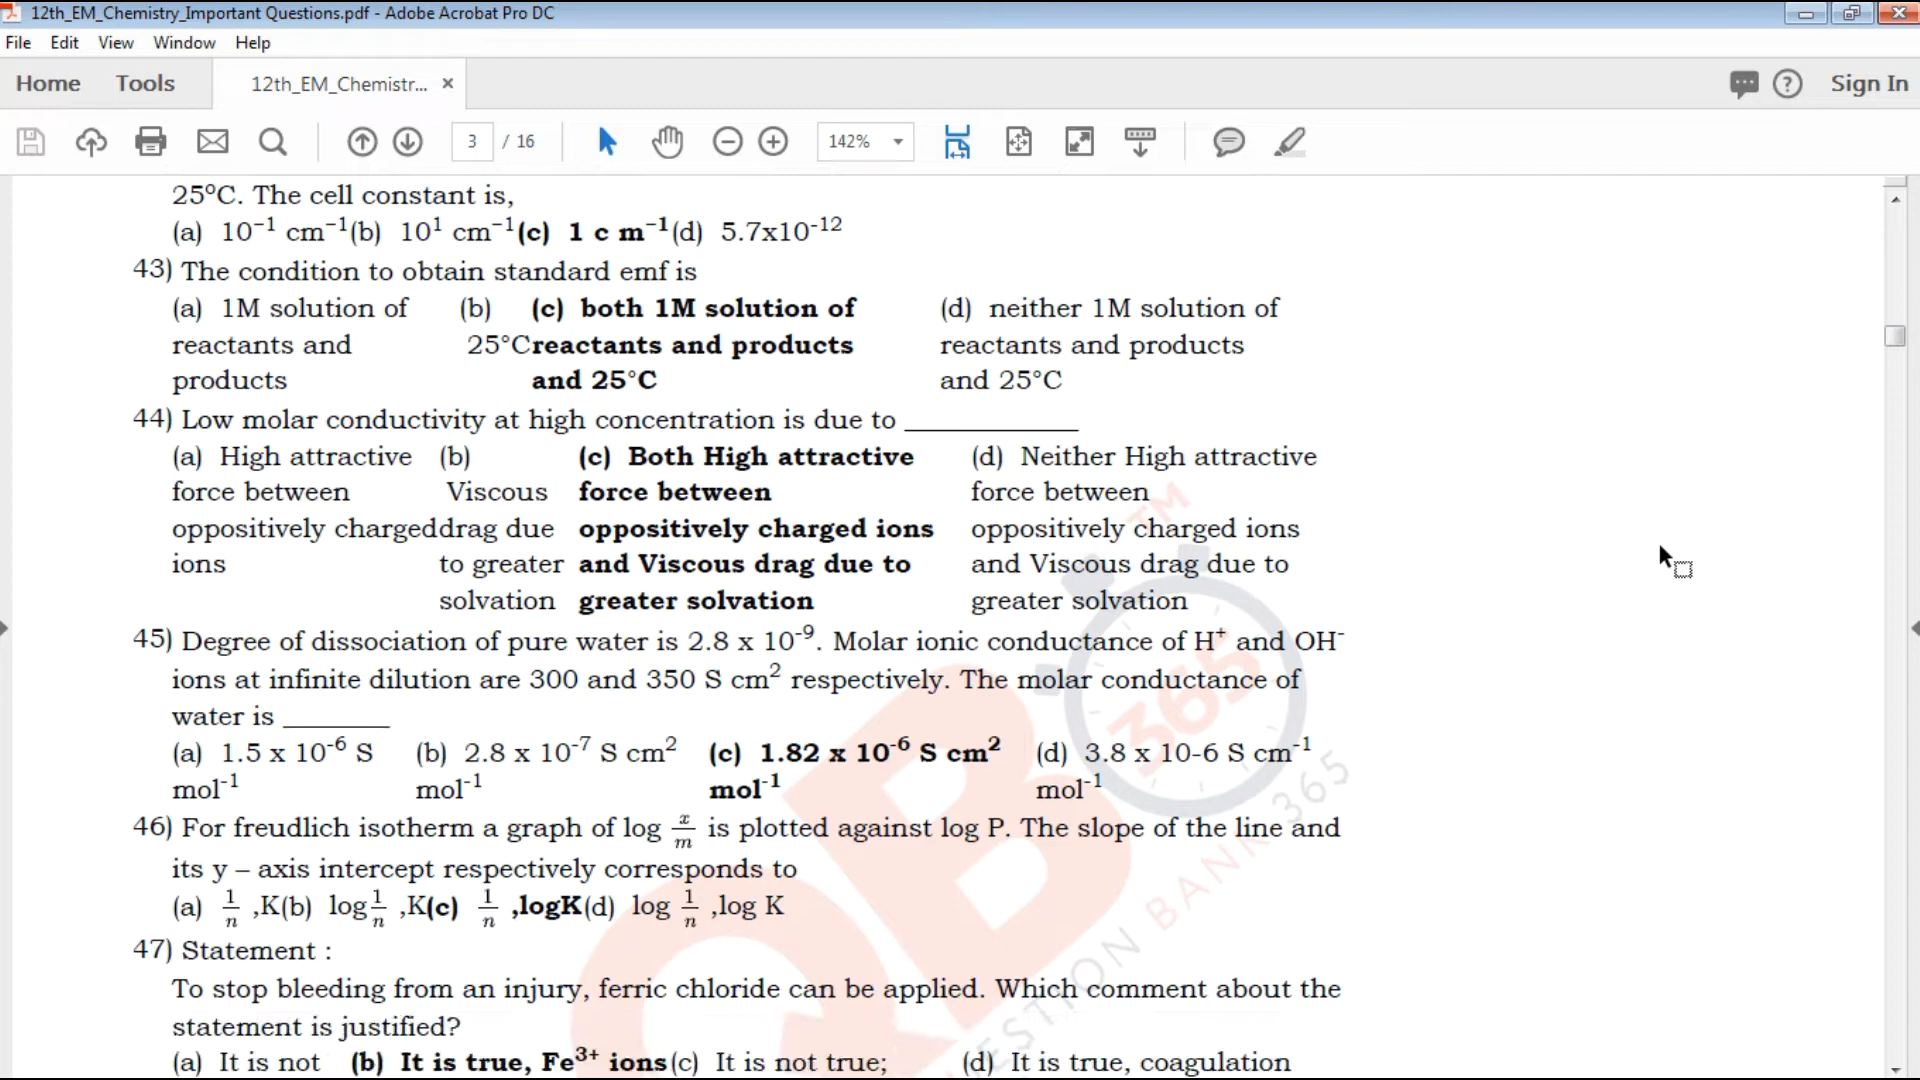 12th_EM_Chemistry_Important Questions.pdf - Adobe Acrobat Pro DC
File Edit View Window Help
Home Tools 12th_EM_Chemistr... × Sign In
3 / 16 142%
25°C. The cell constant is,
(a) 10⁻¹ cm⁻¹(b) 10¹ cm⁻¹(c) 1 c m⁻¹(d) 5.7x10⁻¹²
43) The condition to obtain standard emf is
(a) 1M solution of (b) (c) both 1M solution of (d) neither 1M solution of
reactants and 25°Creactants and products reactants and products
products and 25°C and 25°C
44) Low molar conductivity at high concentration is due to ____________
(a) High attractive (b) (c) Both High attractive (d) Neither High attractive
force between Viscous force between force between
oppositively chargeddrag due oppositively charged ions oppositively charged ions
ions to greater and Viscous drag due to and Viscous drag due to
solvation greater solvation greater solvation
45) Degree of dissociation of pure water is 2.8 x 10⁻⁹. Molar ionic conductance of H⁺ and OH⁻
ions at infinite dilution are 300 and 350 S cm² respectively. The molar conductance of
water is _______
(a) 1.5 x 10⁻⁶ S (b) 2.8 x 10⁻⁷ S cm² (c) 1.82 x 10⁻⁶ S cm² (d) 3.8 x 10-6 S cm⁻¹
mol⁻¹ mol⁻¹ mol⁻¹ mol⁻¹
46) For freudlich isotherm a graph of log x/m is plotted against log P. The slope of the line and
its y – axis intercept respectively corresponds to
(a) 1/n ,K(b) log1/n ,K(c) 1/n ,logK(d) log 1/n ,log K
47) Statement :
To stop bleeding from an injury, ferric chloride can be applied. Which comment about the
statement is justified?
(a) It is not (b) It is true, Fe³⁺ ions(c) It is not true; (d) It is true, coagulation
QB
365
TM
QUESTION BANK 365